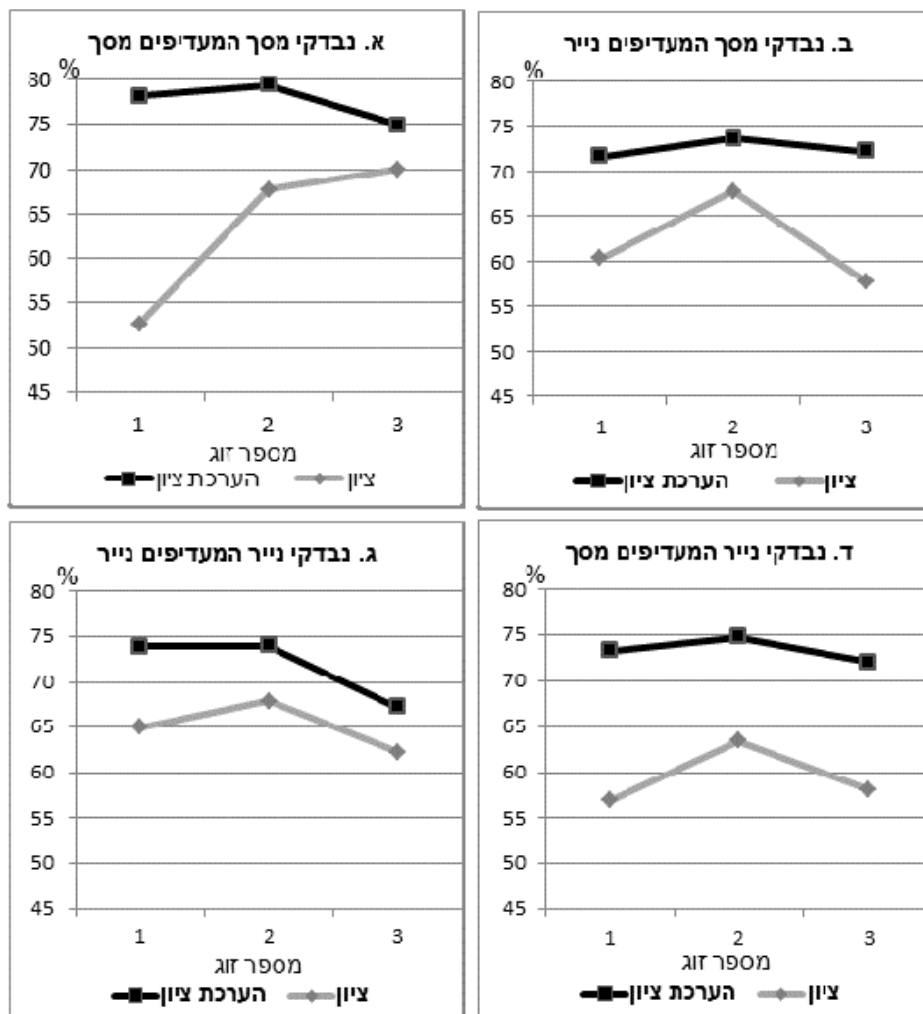 א. נבדקי מסך המעדיפים מסך
%
80
75
70
65
60
55
50
45
1 2 3
מספר זוג
הערכת ציון ציון
ב. נבדקי מסך המעדיפים נייר
%
80
75
70
65
60
55
50
45
1 2 3
מספר זוג
הערכת ציון ציון
ג. נבדקי נייר המעדיפים נייר
%
80
75
70
65
60
55
50
45
1 2 3
מספר זוג
הערכת ציון ציון
ד. נבדקי נייר המעדיפים מסך
%
80
75
70
65
60
55
50
45
1 2 3
מספר זוג
הערכת ציון ציון